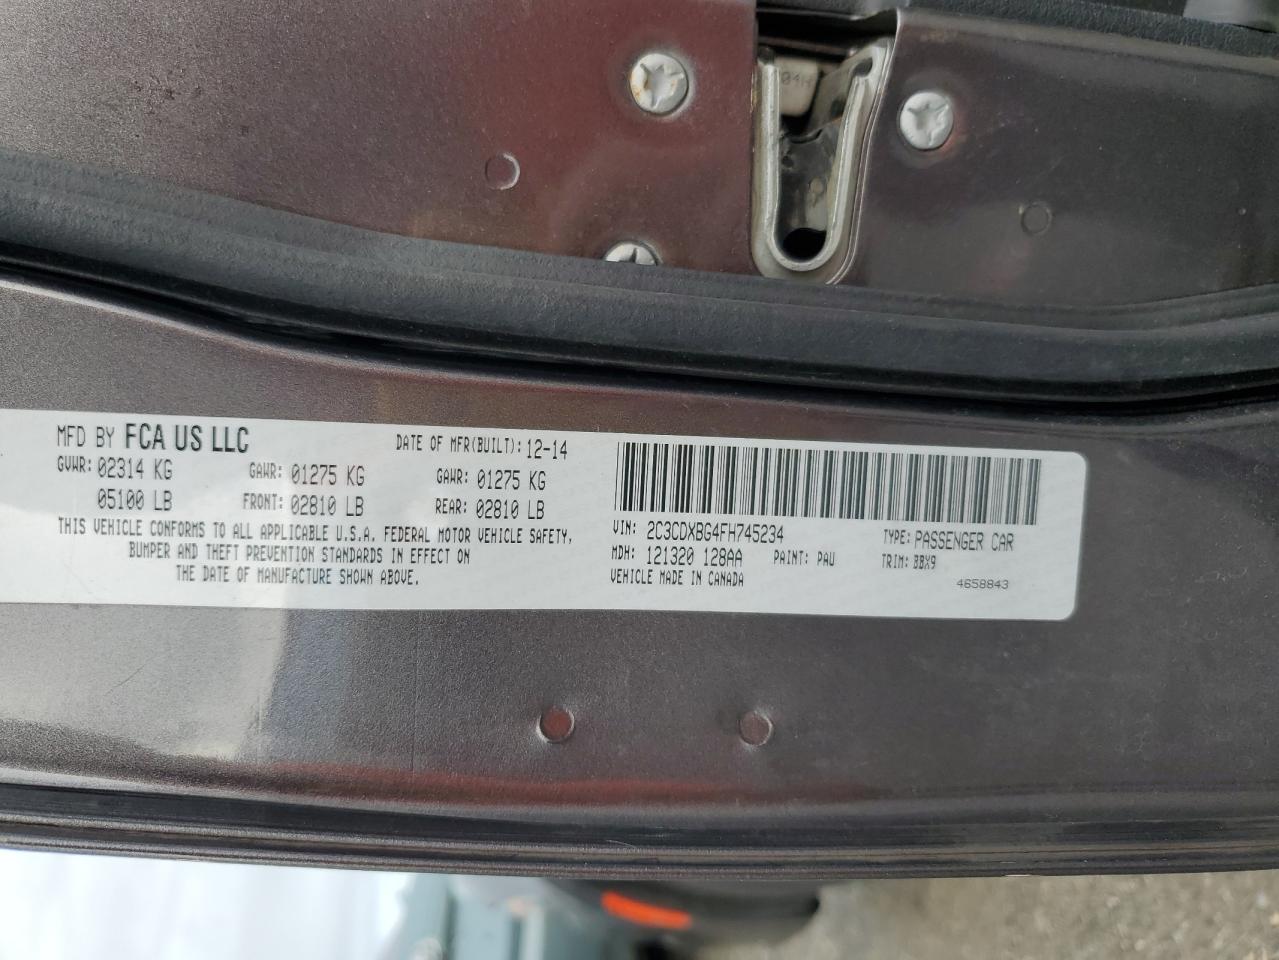 04H
MFD BY FCA US LLC DATE OF MFR(BUILT): 12-14
GVWR: 02314 KG GAWR: 01275 KG GAWR: 01275 KG
05100 LB FRONT: 02810 LB REAR: 02810 LB
THIS VEHICLE CONFORMS TO ALL APPLICABLE U.S.A. FEDERAL MOTOR VEHICLE SAFETY,
BUMPER AND THEFT PREVENTION STANDARDS IN EFFECT ON
THE DATE OF MANUFACTURE SHOWN ABOVE.
VIN: 2C3CDXBG4FH745234 TYPE: PASSENGER CAR
MDH: 121320 128AA PAINT: PAU TRIM: BBX9
VEHICLE MADE IN CANADA 4658843